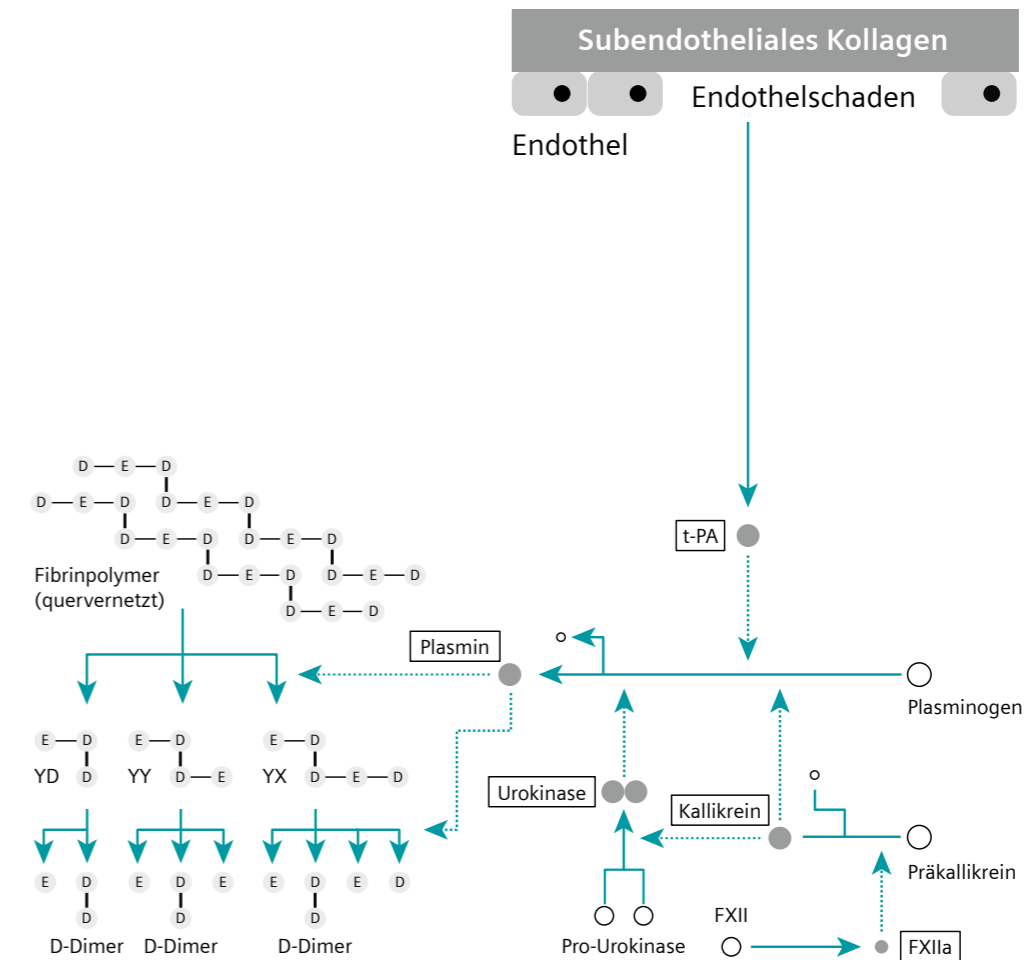 Subendotheliales Kollagen
Endothelschaden
Endothel
D E D
D E D D E D
t-PA
D E D D E D
Fibrinpolymer
(quervernetzt)
D E D D E D
D E D
Plasmin
Plasminogen
E D E D E D
YD D YY D E YX D E D
Urokinase
Kallikrein
Präkallikrein
E D E D E E D E D
D D D
FXII
D-Dimer D-Dimer D-Dimer
Pro-Urokinase
FXIIa